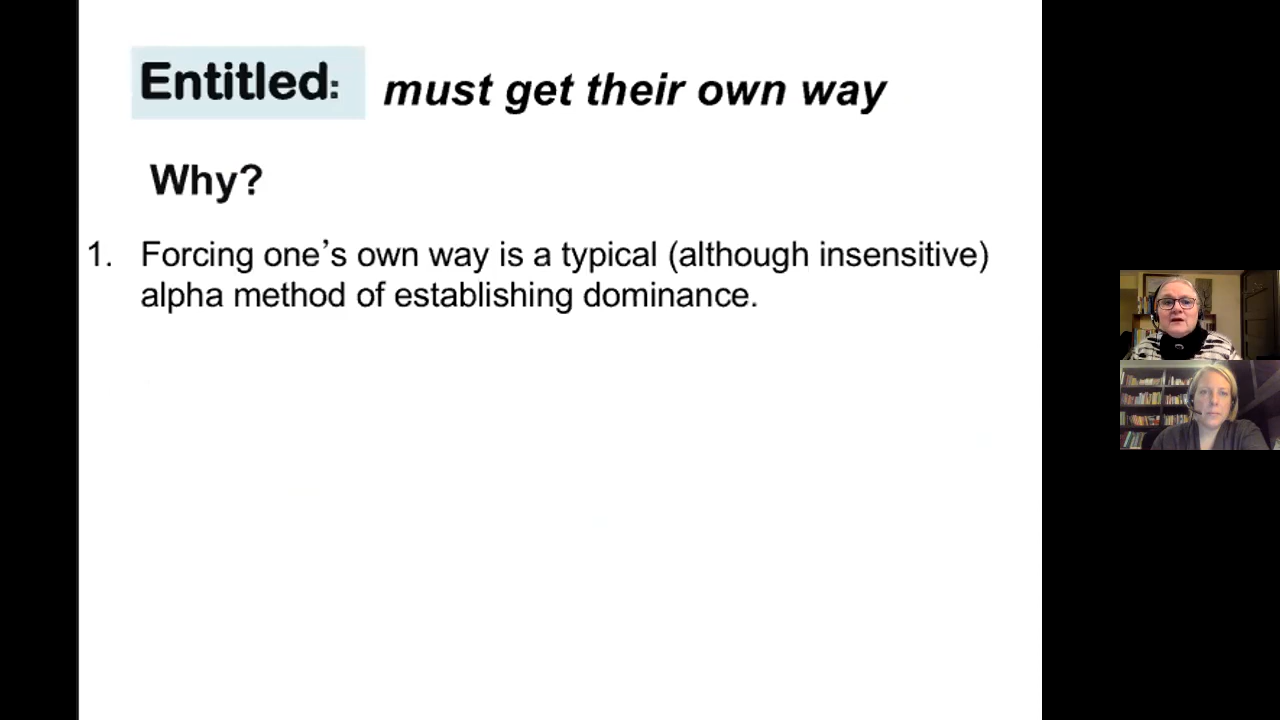 Entitled: must get their own way
Why?
1. Forcing one’s own way is a typical (although insensitive)
alpha method of establishing dominance.